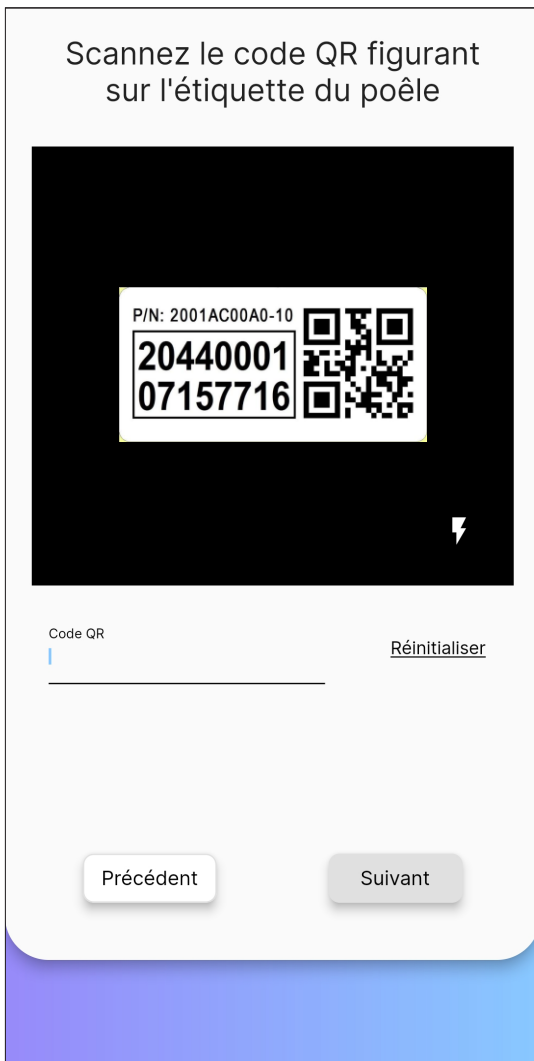 Scannez le code QR figurant
sur l'étiquette du poêle
P/N: 2001AC00A0-10
20440001
07157716
Code QR
Réinitialiser
Précédent
Suivant